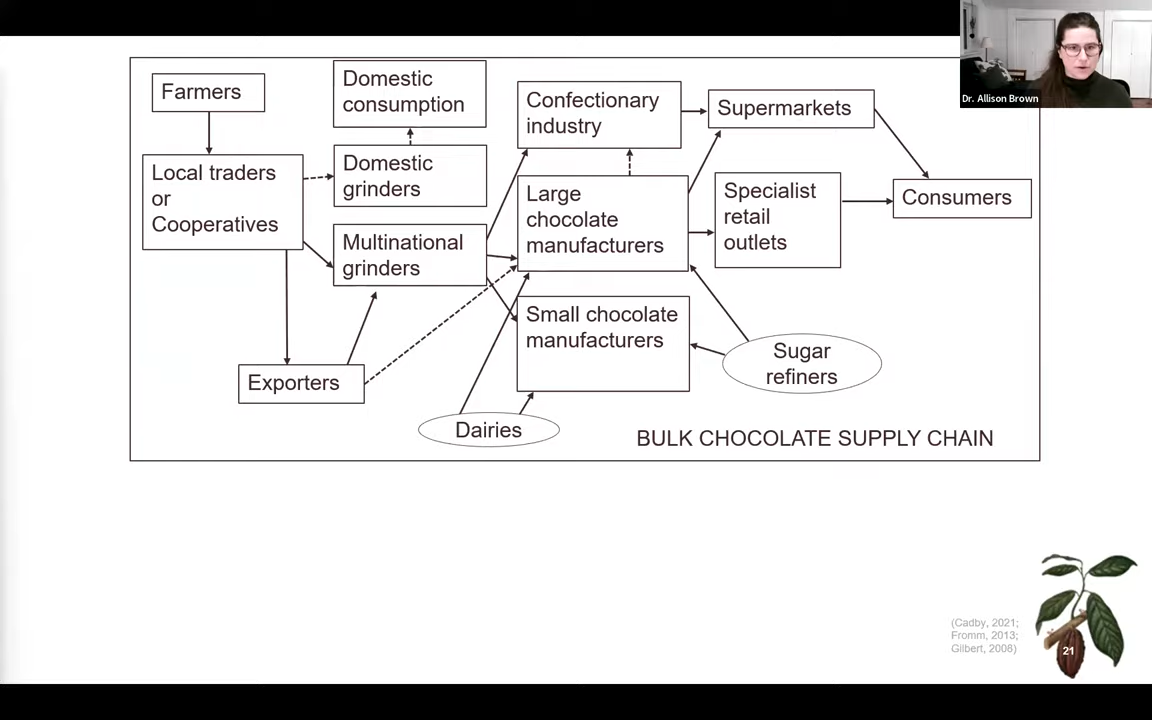 Farmers
Local traders
or
Cooperatives
Exporters
Domestic
consumption
Domestic
grinders
Multinational
grinders
Dairies
Confectionary
industry
Large
chocolate
manufacturers
Small chocolate
manufacturers
Supermarkets
Specialist
retail
outlets
Sugar
refiners
Consumers
BULK CHOCOLATE SUPPLY CHAIN
(Cadby, 2021;
Fromm, 2013;
Gilbert, 2008)
21
Dr. Allison Brown